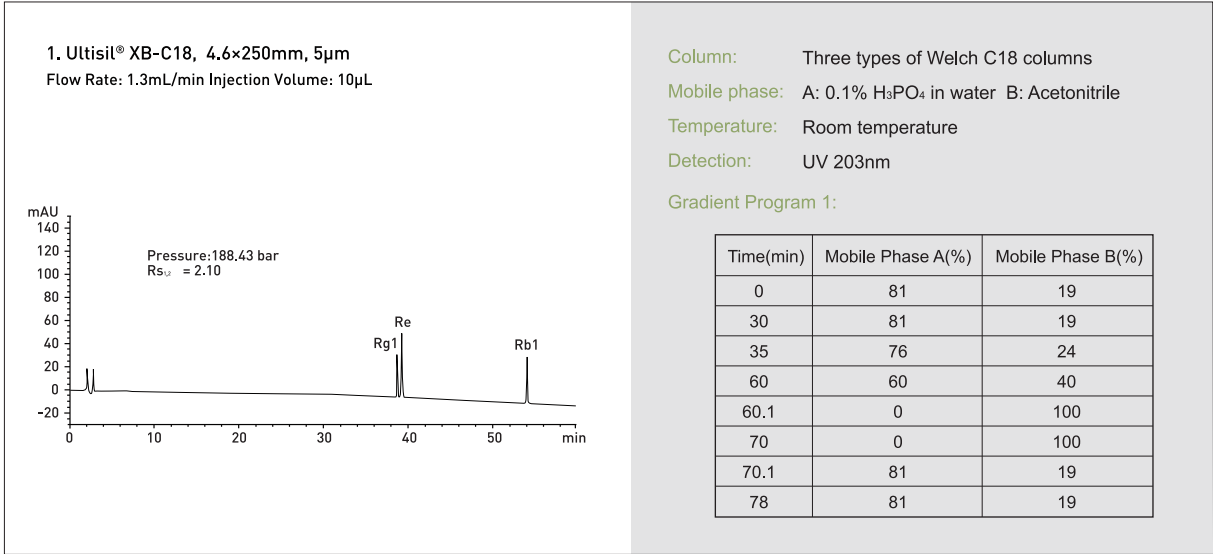 1. Ultisil® XB-C18, 4.6×250mm, 5μm
Flow Rate: 1.3mL/min Injection Volume: 10μL
mAU
140
120
100
80
60
40
20
0
-20
Pressure:188.43 bar
Rs₁,₂ = 2.10
Rg1
Re
Rb1
0 10 20 30 40 50 min
Column: Three types of Welch C18 columns
Mobile phase: A: 0.1% H₃PO₄ in water B: Acetonitrile
Temperature: Room temperature
Detection: UV 203nm
Gradient Program 1:
Time(min) Mobile Phase A(%) Mobile Phase B(%)
0 81 19
30 81 19
35 76 24
60 60 40
60.1 0 100
70 0 100
70.1 81 19
78 81 19